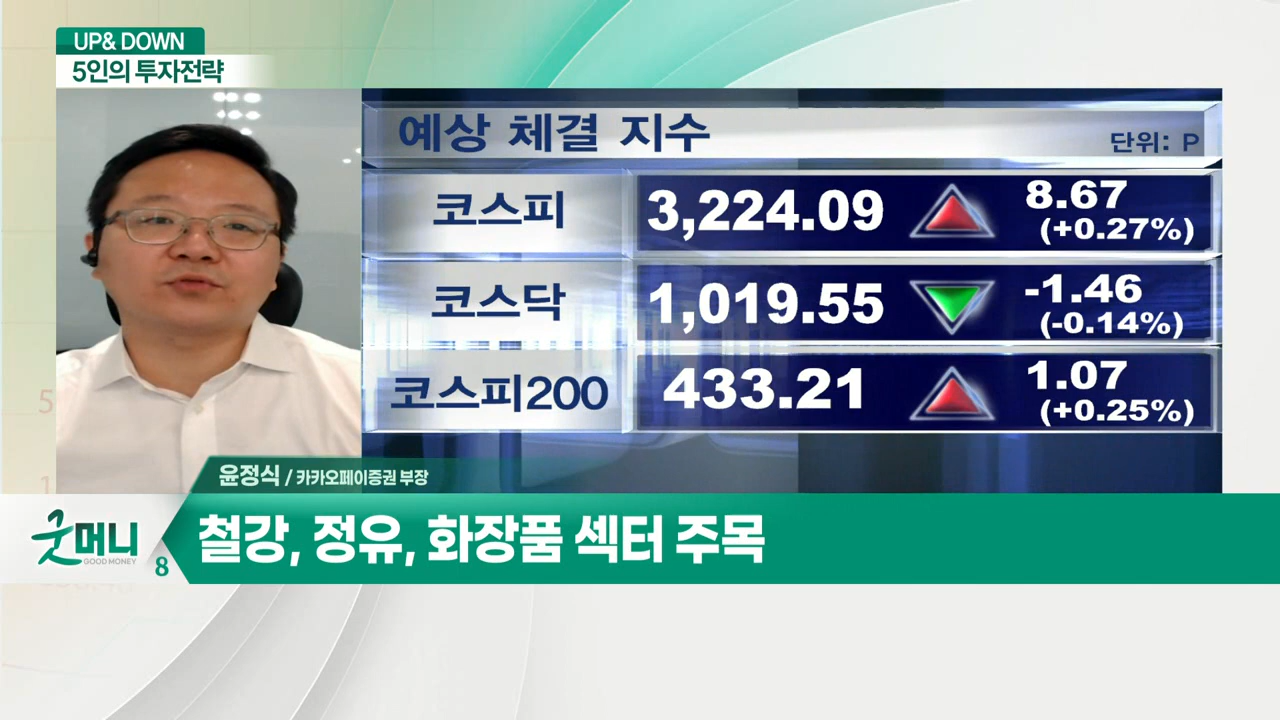 UP& DOWN
5인의 투자전략
예상 체결 지수
단위: P
코스피 3,224.09 8.67 (+0.27%)
코스닥 1,019.55 -1.46 (-0.14%)
코스피200 433.21 1.07 (+0.25%)
윤정식 / 카카오페이증권 부장
굿머니
GOOD MONEY
8
철강, 정유, 화장품 섹터 주목
5
1